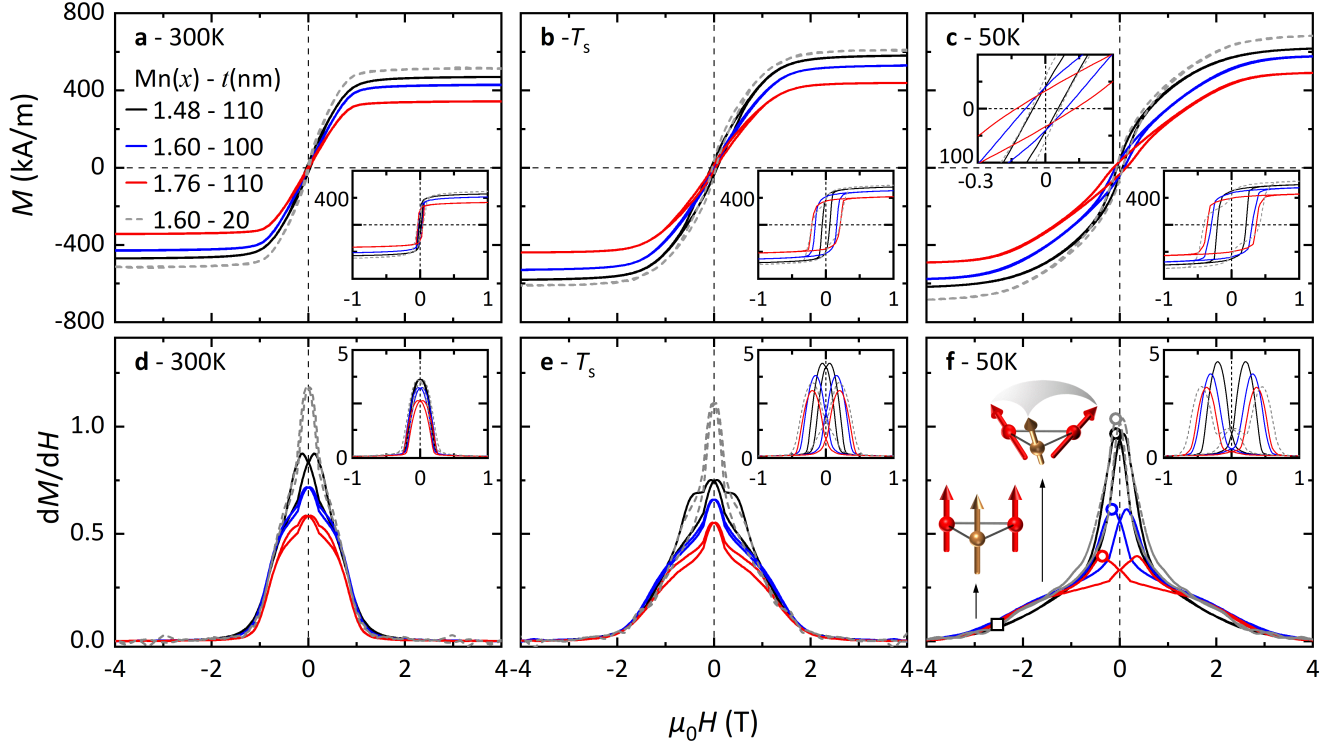 800
400
0
-400
-800
M (kA/m)
a - 300K
Mn(x) - t(nm)
1.48 - 110
1.60 - 100
1.76 - 110
1.60 - 20
400
-1 0 1
b - Ts
400
-1 0 1
c - 50K
0
100
-0.3 0
400
-1 0 1
1.0
0.5
0.0
dM/dH
d - 300K
5
0
-1 0 1
-4 -2 0 2 4
e - Ts
5
0
-1 0 1
-4 -2 0 2 4
f - 50K
5
0
-1 0 1
-4 -2 0 2 4
μ0H (T)